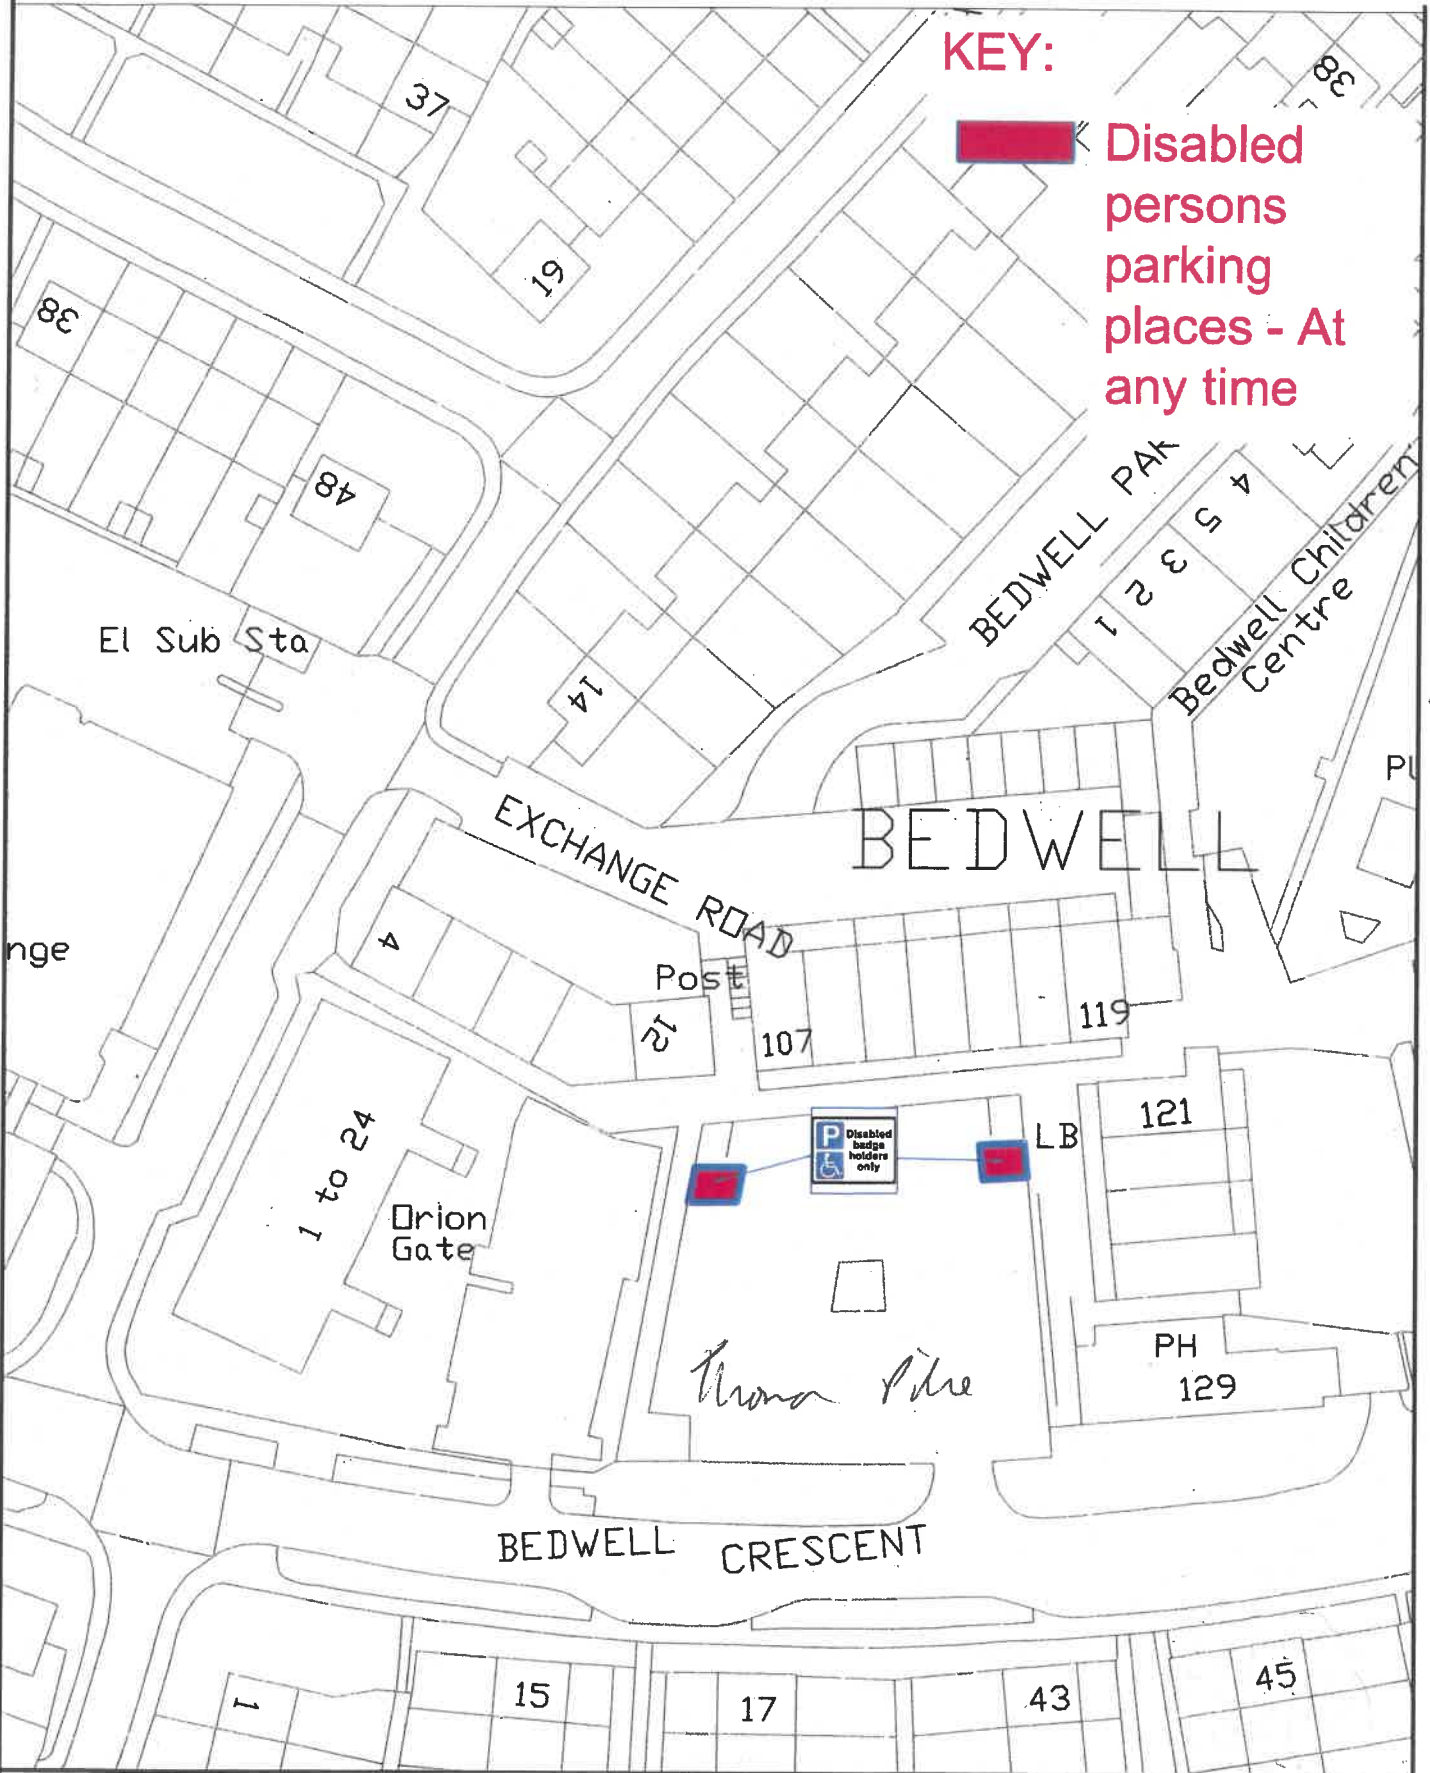 KEY:
Disabled
persons
parking
places - At
any time
37
38
19
38
48
BEDWELL PAR
4
5
3
2
1
Bedwell Children
Centre
El Sub Sta
14
EXCHANGE ROAD
BEDWELL
Pl
nge
4
Post
12
107
119
121
LB
P Disabled
badge
holders
only
1 to 24
Orion
Gate
PH
129
BEDWELL CRESCENT
1
15
17
43
45